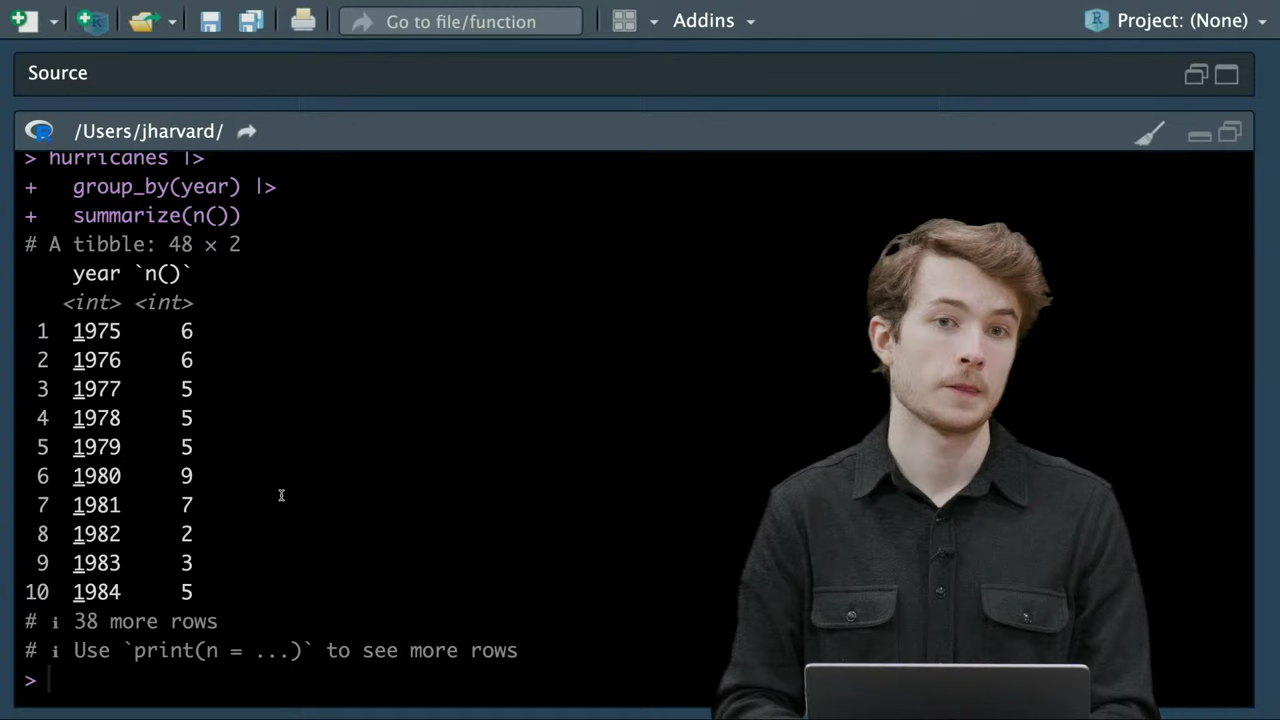 Go to file/function
Addins
Project: (None)
Source
/Users/jharvard/
> hurricanes |>
+ group_by(year) |>
+ summarize(n())
# A tibble: 48 × 2
year `n()`
<int> <int>
1 1975 6
2 1976 6
3 1977 5
4 1978 5
5 1979 5
6 1980 9
7 1981 7
8 1982 2
9 1983 3
10 1984 5
# ℹ 38 more rows
# ℹ Use `print(n = ...)` to see more rows
>